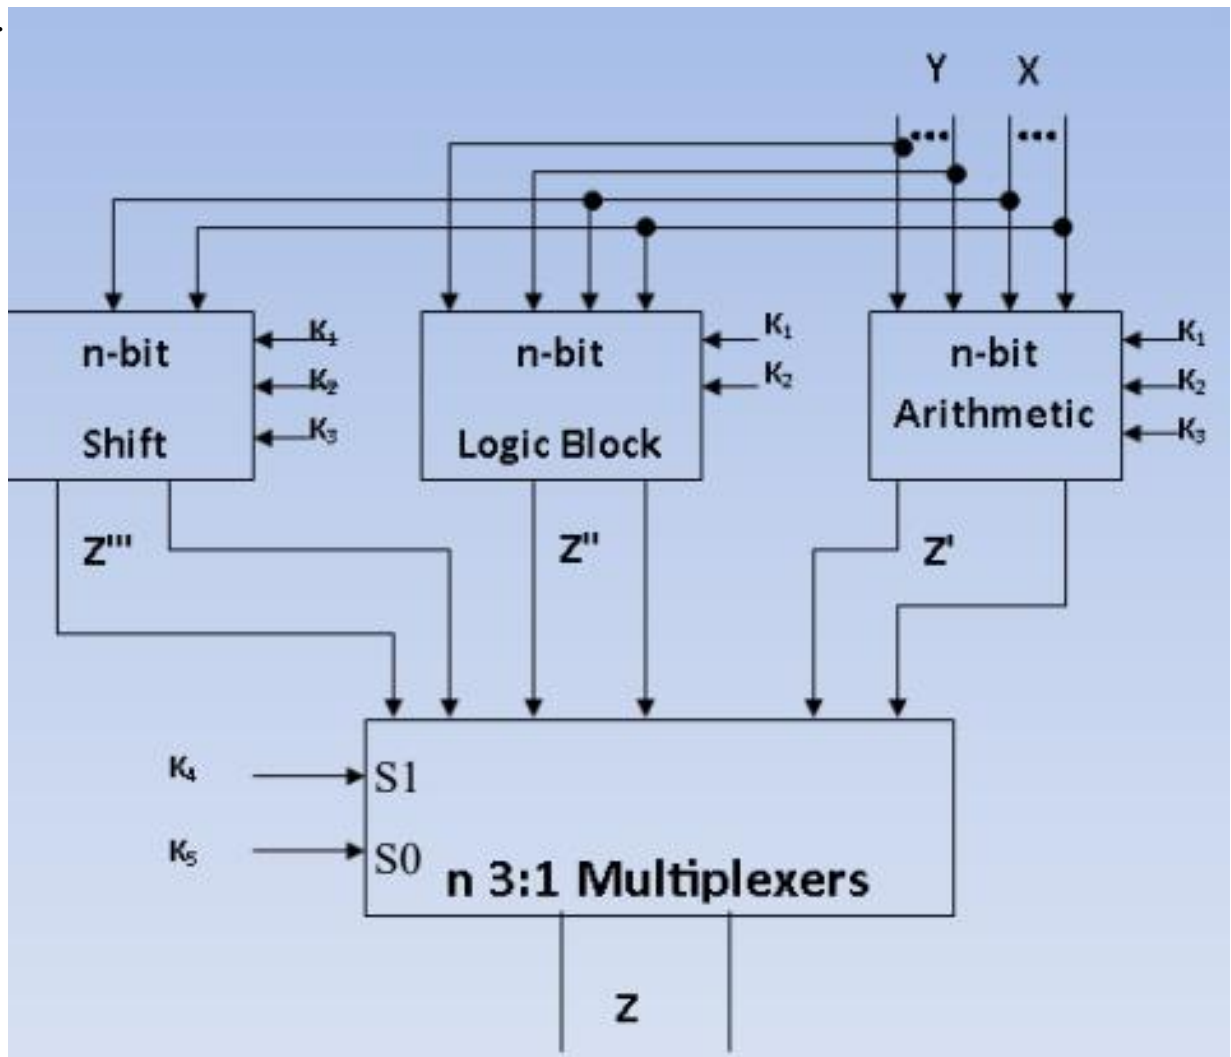 Y X
... ...
n-bit
Shift
K₁
K₂
K₃
n-bit
Logic Block
K₁
K₂
n-bit
Arithmetic
K₁
K₂
K₃
Z'''
Z''
Z'
K₄
S1
K₅
S0
n 3:1 Multiplexers
Z